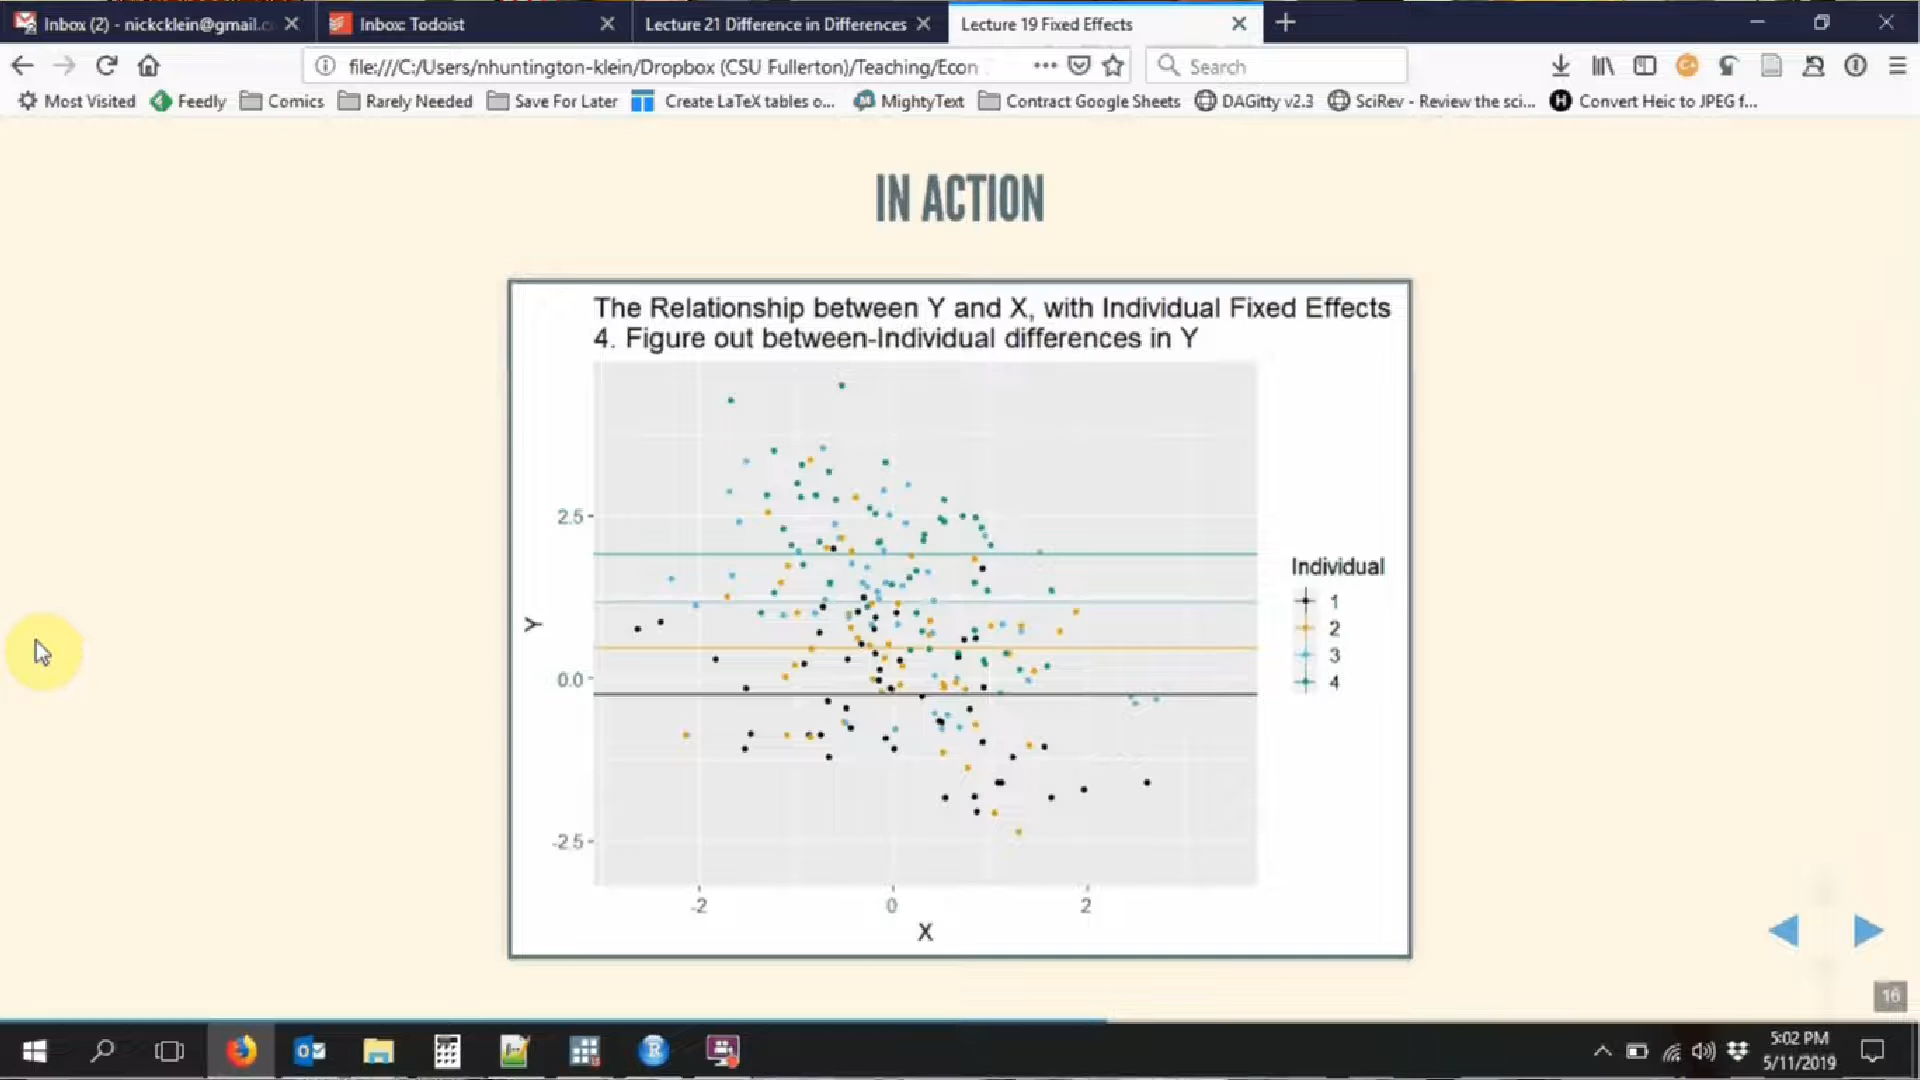 Inbox (2) - nickcklein@gmail.c
Inbox: Todoist
Lecture 21 Difference in Differences
Lecture 19 Fixed Effects
file:///C:/Users/nhuntington-klein/Dropbox (CSU Fullerton)/Teaching/Econ
Search
Most Visited
Feedly
Comics
Rarely Needed
Save For Later
Create LaTeX tables o...
MightyText
Contract Google Sheets
DAGitty v2.3
SciRev - Review the sci...
Convert Heic to JPEG f...
IN ACTION
The Relationship between Y and X, with Individual Fixed Effects
4. Figure out between-Individual differences in Y
2.5
0.0
-2.5
Y
-2
0
2
X
Individual
1
2
3
4
16
5:02 PM
5/11/2019